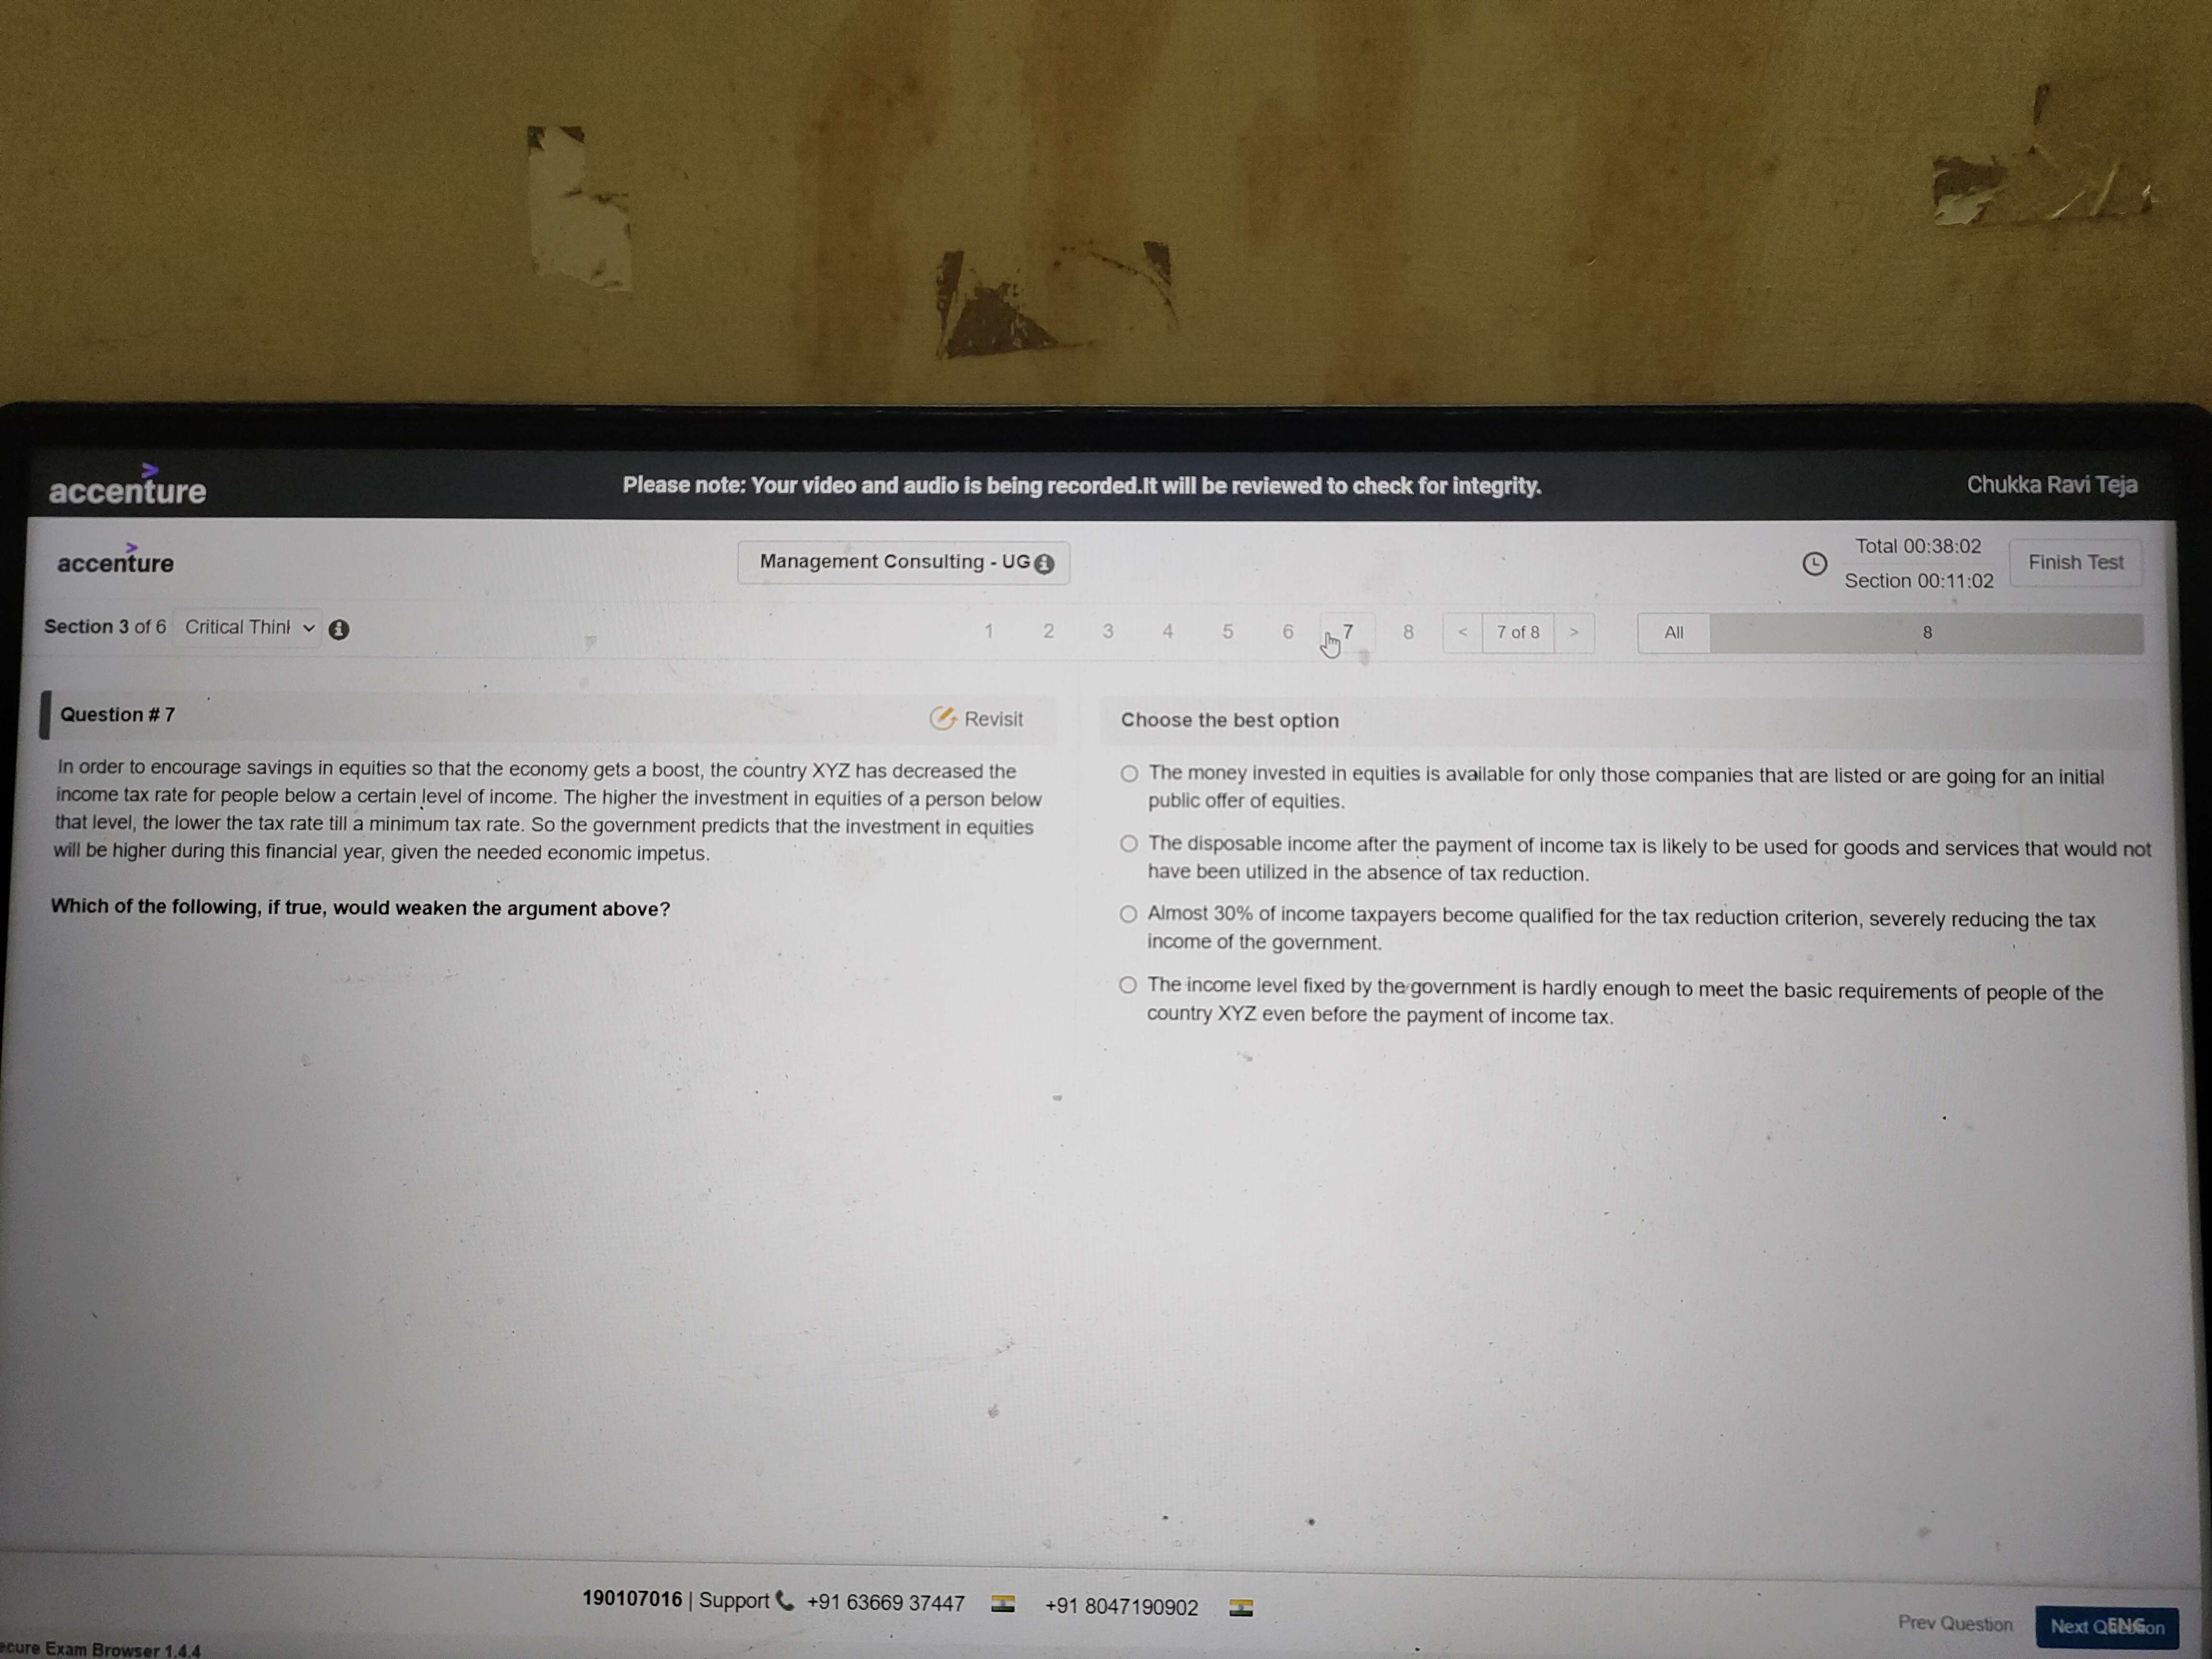 accenture
Please note: Your video and audio is being recorded.It will be reviewed to check for integrity.
Chukka Ravi Teja
accenture
Management Consulting - UG
Total 00:38:02
Section 00:11:02
Finish Test
Section 3 of 6 Critical Think
1 2 3 4 5 6 7 8 < 7 of 8 > All 8
Question # 7
Revisit
In order to encourage savings in equities so that the economy gets a boost, the country XYZ has decreased the
income tax rate for people below a certain level of income. The higher the investment in equities of a person below
that level, the lower the tax rate till a minimum tax rate. So the government predicts that the investment in equities
will be higher during this financial year, given the needed economic impetus.
Which of the following, if true, would weaken the argument above?
Choose the best option
The money invested in equities is available for only those companies that are listed or are going for an initial
public offer of equities.
The disposable income after the payment of income tax is likely to be used for goods and services that would not
have been utilized in the absence of tax reduction.
Almost 30% of income taxpayers become qualified for the tax reduction criterion, severely reducing the tax
income of the government.
The income level fixed by the government is hardly enough to meet the basic requirements of people of the
country XYZ even before the payment of income tax.
190107016 | Support +91 63669 37447 +91 8047190902
Prev Question
Next Question
ENG
ecure Exam Browser 1.4.4